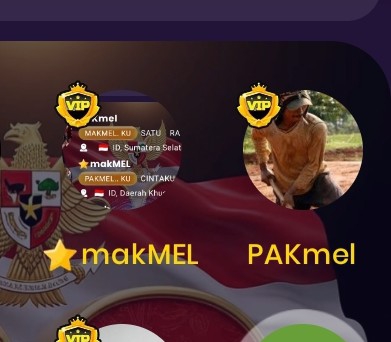 VIP
VIP
Kmel
MAKMEL. KU SATU RA
ID, Sumatera Selat
⭐makMEL
PAKMEL.. KU CINTAKU
ID, Daerah Khu
⭐makMEL
PAKmel
VIP